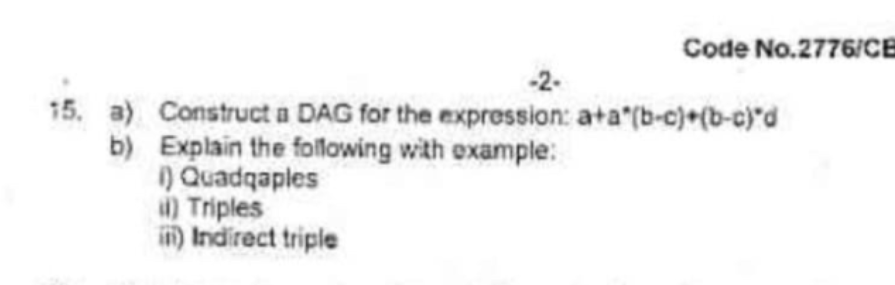 Code No.2776/CE
-2-
15. a) Construct a DAG for the expression: a+a*(b-c)+(b-c)*d
b) Explain the following with example:
i) Quadqaples
ii) Triples
iii) Indirect triple